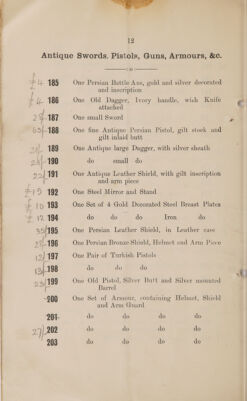 12
Antique Swords, Pistols, Guns, Armours, &c.
£4 185 One Persian Battle Axe, gold and silver decorated
and inscription
£4 186 One Old Dagger, Ivory handle, with Knife
attached
187 One small Sword
188 One fine Antique Persian Pistol, gilt stock and
gilt inlaid butt
189 One Antique large Dagger, with silver sheath
190 do small do
191 One Antique Leather Shield, with gilt inscription
and arm piece
192 One Steel Mirror and Stand
193 One Set of 4 Gold Decorated Steel Breast Plates
194 do do do Iron do
195 One Persian Leather Shield, in Leather case
196 One Persian Bronze Shield, Helmet and Arm Piece
197 One Pair of Turkish Pistols
198 do do do
199 One Old Pistol, Silver Butt and Silver mounted
Barrel
200 One Set of Armour, containing Helmet, Shield
and Arm Guard
201 do do do do
202 do do do do
203 do do do do